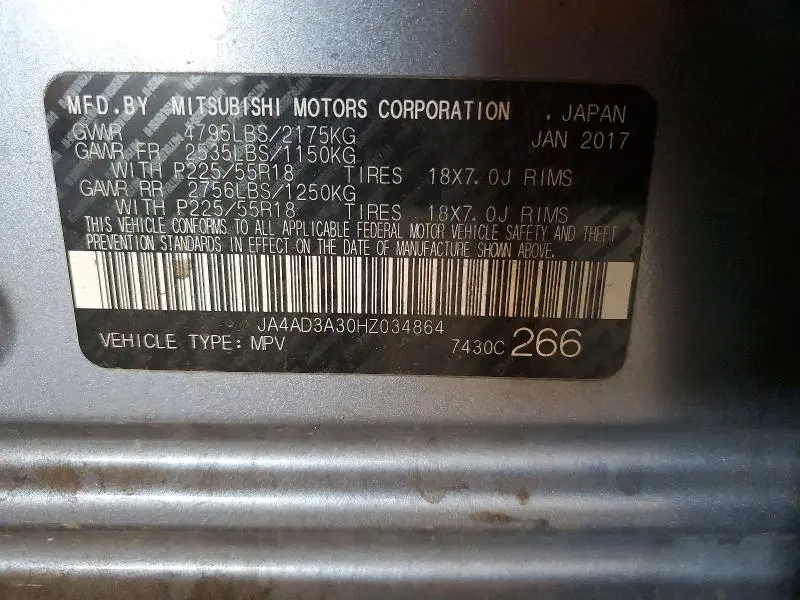 MFD.BY MITSUBISHI MOTORS CORPORATION , JAPAN
GVWR 4795LBS/2175KG JAN 2017
GAWR FR 2535LBS/1150KG
WITH P225/55R18 TIRES 18X7.0J RIMS
GAWR RR 2756LBS/1250KG
WITH P225/55R18 TIRES 18X7.0J RIMS
THIS VEHICLE CONFORMS TO ALL APPLICABLE FEDERAL MOTOR VEHICLE SAFETY AND THEFT
PREVENTION STANDARDS IN EFFECT ON THE DATE OF MANUFACTURE SHOWN ABOVE.
JA4AD3A30HZ034864
VEHICLE TYPE: MPV 7430C 266